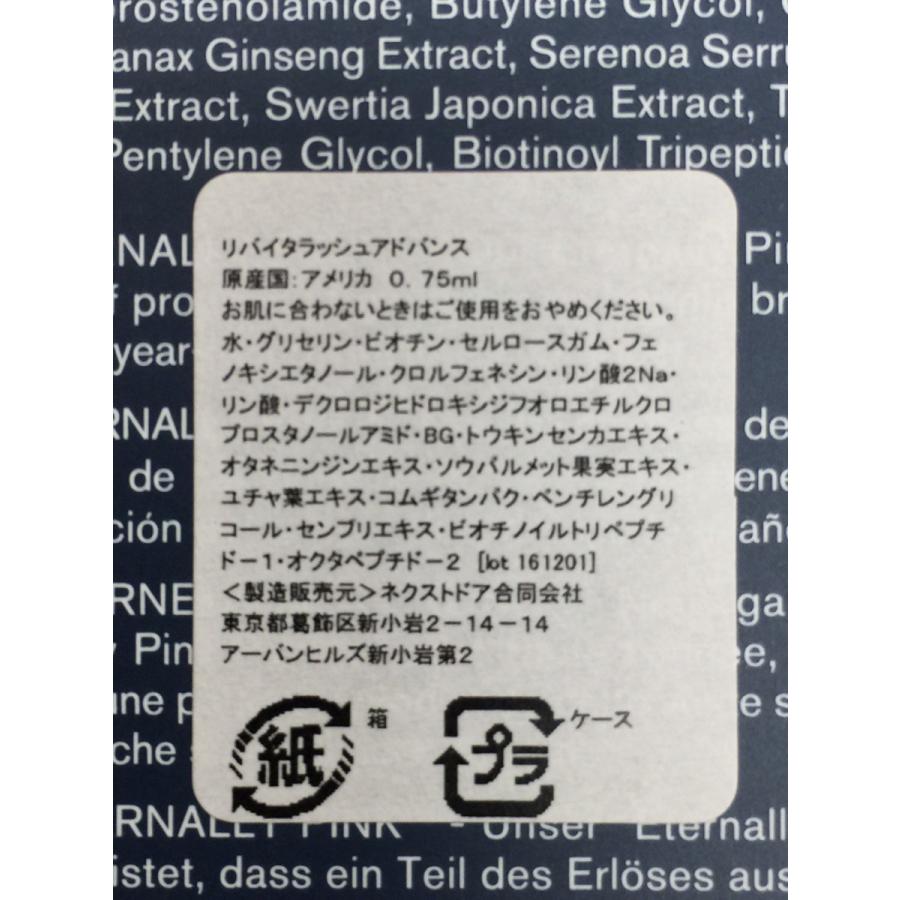 rostenolamide, Butylene Glycol,
anax Ginseng Extract, Serenoa
Extract, Swertia Japonica Extract,
Pentylene Glycol, Biotinoyl
リバイタラッシュアドバンス
原産国:アメリカ 0.75ml
お肌に合わないときはご使用をおやめください。
水・グリセリン・ビオチン・セルロースガム・フェ
ノキシエタノール・クロルフェネシン・リン酸2Na・
リン酸・デクロロジヒドロキシジフオロエチルクロ
プロスタノールアミド・BG・トウキンセンカエキス・
オタネニンジンエキス・ソウパルメット果実エキス・
ユチャ葉エキス・コムギタンパク・ペンチレングリ
コール・センブリエキス・ビオチノイルトリペプチ
ド-1・オクタペプチド-2 [lot 161201]
<製造販売元>ネクストドア合同会社
東京都葛飾区新小岩2-14-14
アーバンヒルズ新小岩第2
紙 箱 プラ ケース
PINK - Unser Eternall
istet, dass ein Teil des Erlöses aus